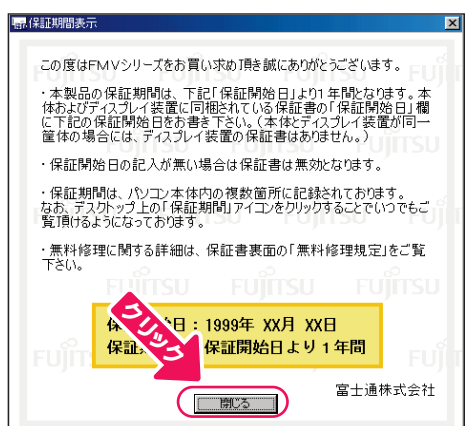 保証期間表示
この度はFMVシリーズをお買い求め頂き誠にありがとうございます。
・本製品の保証期間は、下記「保証開始日」より1年間となります。本
体およびディスプレイ装置に同梱されている保証書の「保証開始日」欄
に下記の保証開始日をお書き下さい。（本体とディスプレイ装置が同一
筐体の場合には、ディスプレイ装置の保証書はありません。）
・保証開始日の記入が無い場合は保証書は無効となります。
・保証期間は、パソコン本体内の複数箇所に記録されております。
なお、デスクトップ上の「保証期間」アイコンをクリックすることでいつでもご
覧頂けるようになっております。
・無料修理に関する詳細は、保証書裏面の「無料修理規定」をご覧
下さい。
保 日：1999年 XX月 XX日
保証 保証開始日より１年間
クリック
閉じる
富士通株式会社